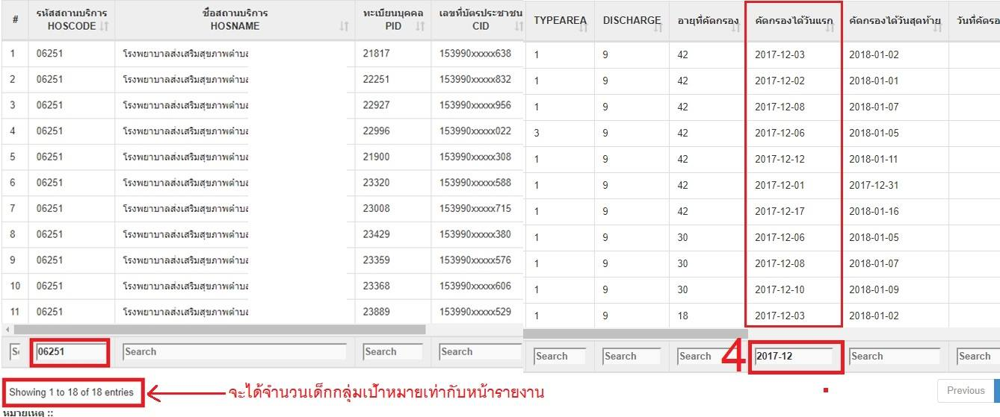 # รหัสสถานบริการ HOSCODE ชื่อสถานบริการ HOSNAME ทะเบียนบุคคล PID เลขที่บัตรประชาชน CID TYPEAREA DISCHARGE อายุที่คัดกรอง คัดกรองได้วันแรก คัดกรองได้วันสุดท้าย
1 06251 โรงพยาบาลส่งเสริมสุขภาพตำบล 21817 153990xxxxx638 1 9 42 2017-12-03 2018-01-02
2 06251 โรงพยาบาลส่งเสริมสุขภาพตำบล 22251 153990xxxxx832 1 9 42 2017-12-02 2018-01-01
3 06251 โรงพยาบาลส่งเสริมสุขภาพตำบล 22927 153990xxxxx956 1 9 42 2017-12-08 2018-01-07
4 06251 โรงพยาบาลส่งเสริมสุขภาพตำบล 22996 153990xxxxx022 3 9 42 2017-12-06 2018-01-05
5 06251 โรงพยาบาลส่งเสริมสุขภาพตำบล 21900 153990xxxxx308 1 9 42 2017-12-12 2018-01-11
6 06251 โรงพยาบาลส่งเสริมสุขภาพตำบล 23320 153990xxxxx588 1 9 42 2017-12-01 2017-12-31
7 06251 โรงพยาบาลส่งเสริมสุขภาพตำบล 23008 153990xxxxx715 1 9 42 2017-12-17 2018-01-16
8 06251 โรงพยาบาลส่งเสริมสุขภาพตำบล 23429 153990xxxxx380 1 9 30 2017-12-06 2018-01-05
9 06251 โรงพยาบาลส่งเสริมสุขภาพตำบล 23359 153990xxxxx576 1 9 30 2017-12-08 2018-01-07
10 06251 โรงพยาบาลส่งเสริมสุขภาพตำบล 23368 153990xxxxx606 1 9 30 2017-12-10 2018-01-09
11 06251 โรงพยาบาลส่งเสริมสุขภาพตำบล 23889 153990xxxxx529 1 9 18 2017-12-03 2018-01-02
06251 Search Search Search Search Search Search 4 2017-12 Search Search
Showing 1 to 18 of 18 entries จะได้จำนวนเด็กกลุ่มเป้าหมายเท่ากับหน้ารายงาน Previous
หมายเหตุ ::